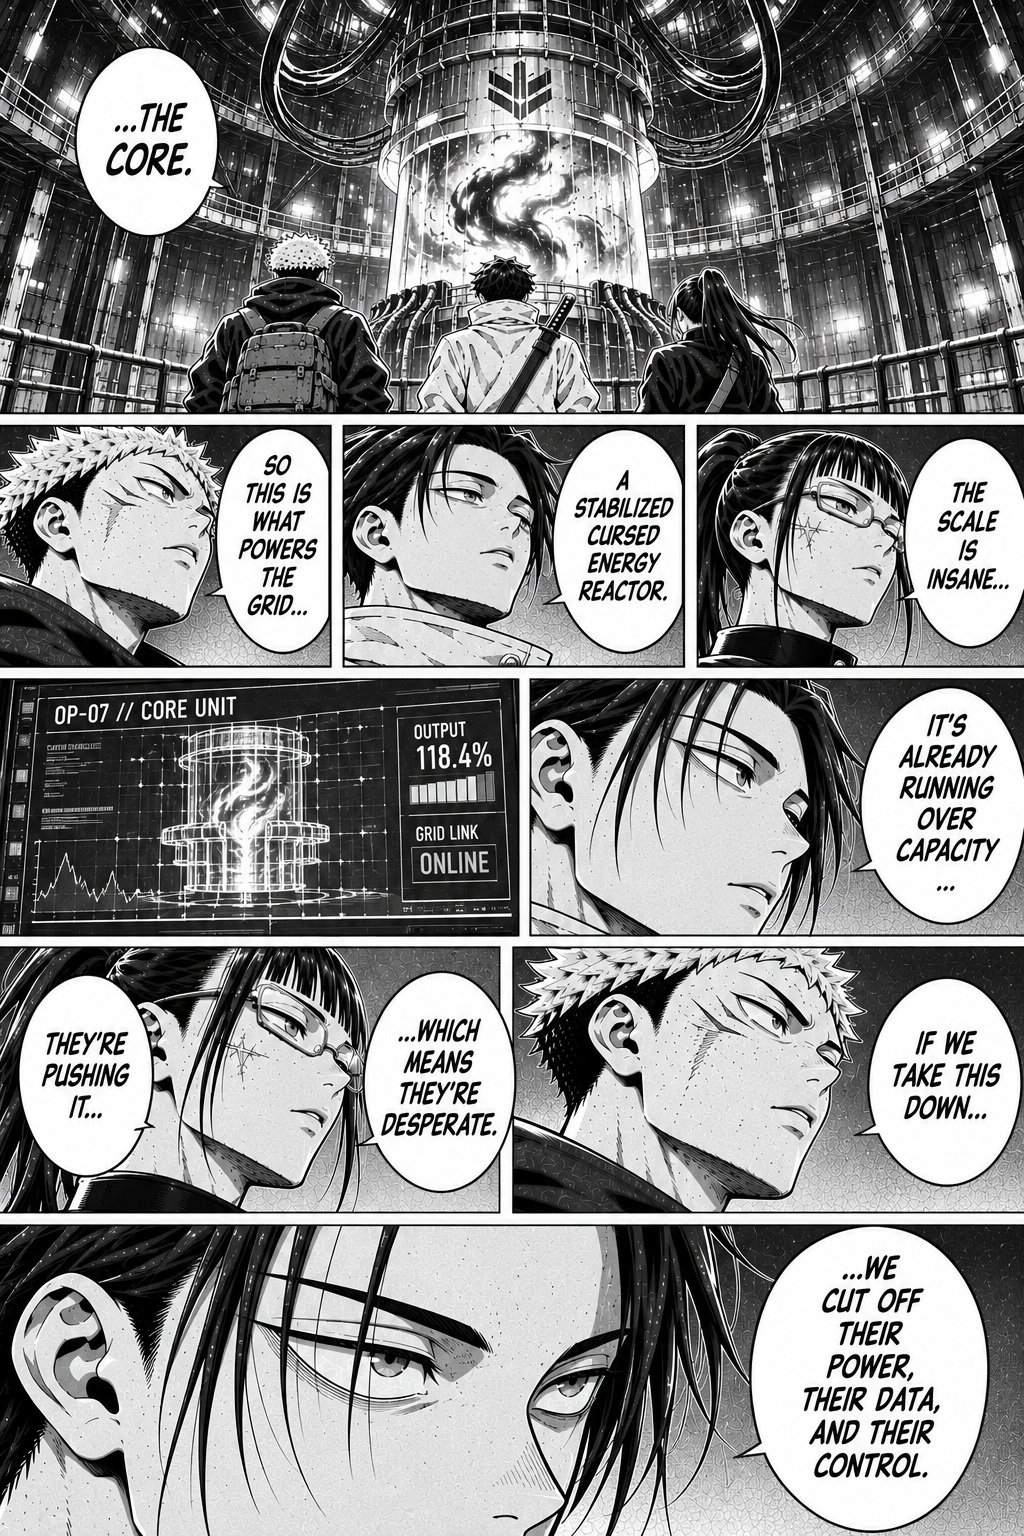 ...THE
CORE.
SO
THIS IS
WHAT
POWERS
THE
GRID...
A
STABILIZED
CURSED
ENERGY
REACTOR.
THE
SCALE
IS
INSANE...
OP-07 // CORE UNIT
OUTPUT
118.4%
GRID LINK
ONLINE
IT'S
ALREADY
RUNNING
OVER
CAPACITY
...
THEY'RE
PUSHING
IT...
...WHICH
MEANS
THEY'RE
DESPERATE.
IF WE
TAKE THIS
DOWN...
...WE
CUT OFF
THEIR
POWER,
THEIR DATA,
AND THEIR
CONTROL.